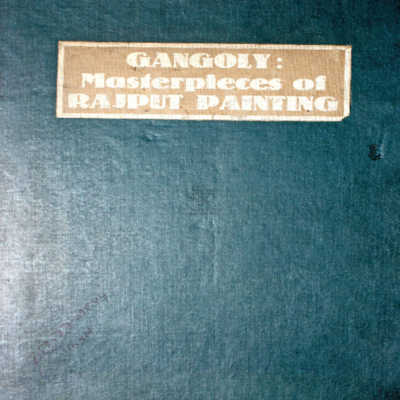 GANGOLY:
Masterpieces of
RAJPUT PAINTING